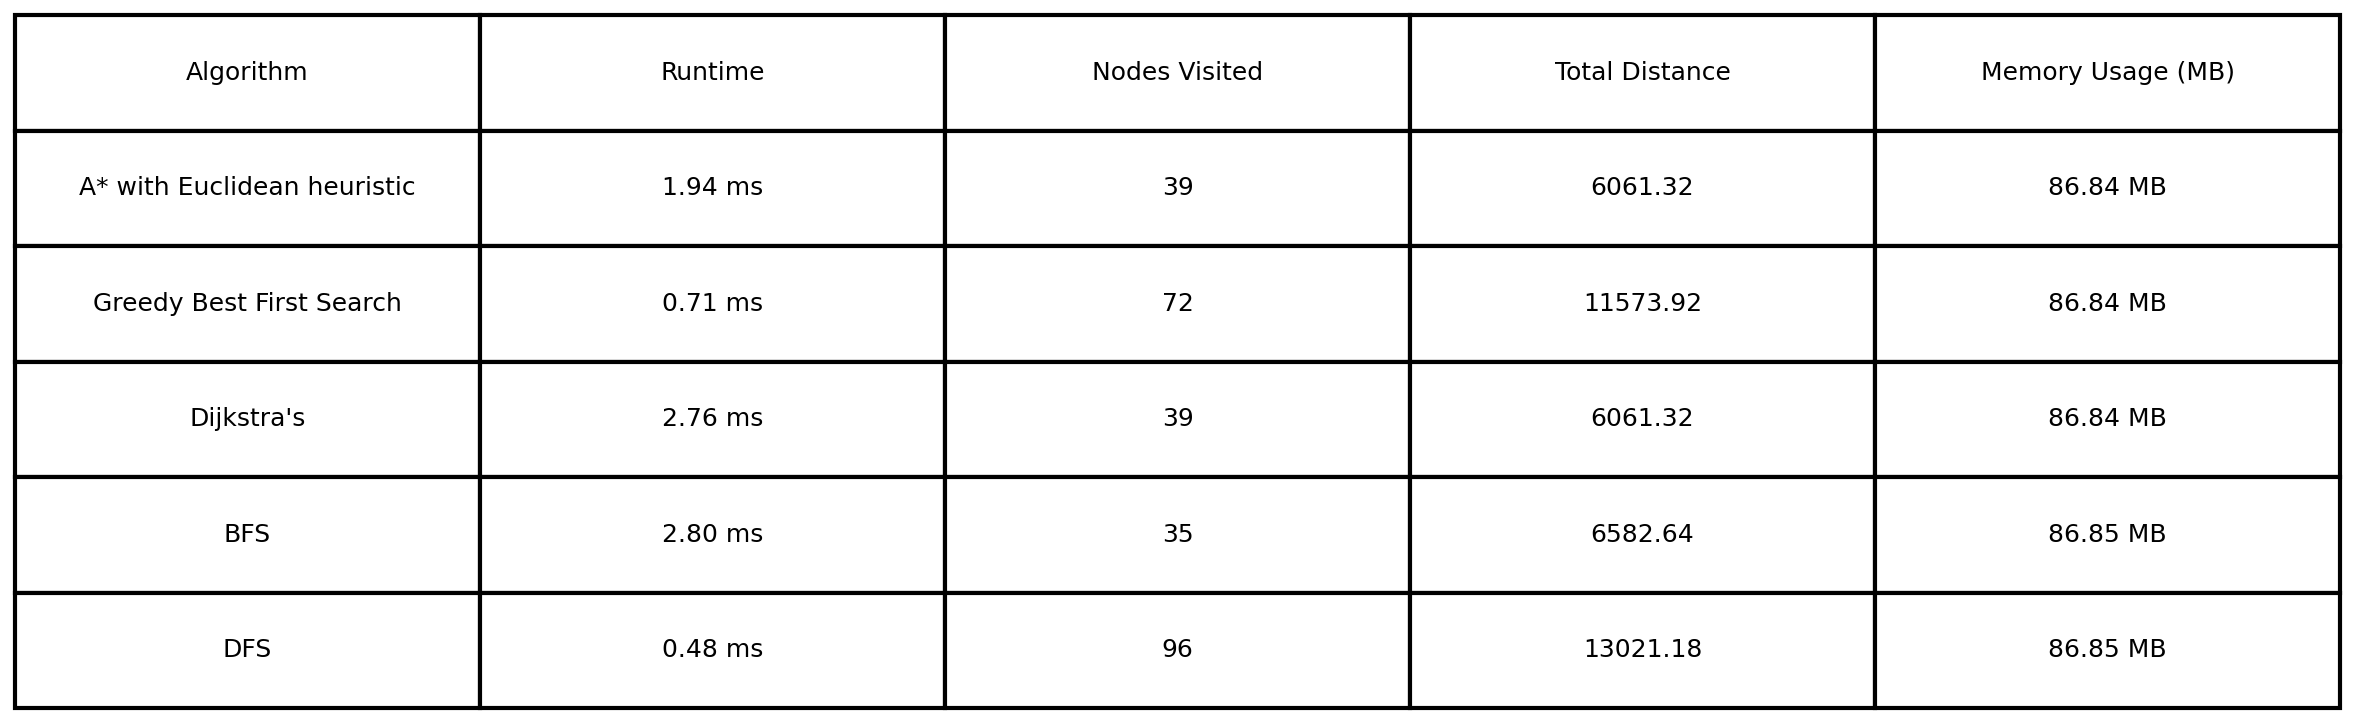 Algorithm Runtime Nodes Visited Total Distance Memory Usage (MB)
A* with Euclidean heuristic 1.94 ms 39 6061.32 86.84 MB
Greedy Best First Search 0.71 ms 72 11573.92 86.84 MB
Dijkstra's 2.76 ms 39 6061.32 86.84 MB
BFS 2.80 ms 35 6582.64 86.85 MB
DFS 0.48 ms 96 13021.18 86.85 MB